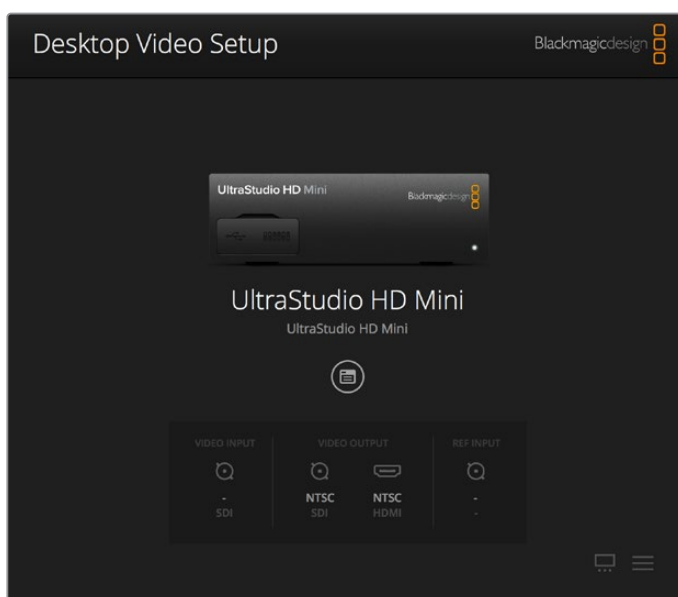 Desktop Video Setup
Blackmagicdesign
UltraStudio HD Mini
Blackmagicdesign
UltraStudio HD Mini
UltraStudio HD Mini
VIDEO INPUT VIDEO OUTPUT REF INPUT
- NTSC NTSC -
SDI SDI HDMI -